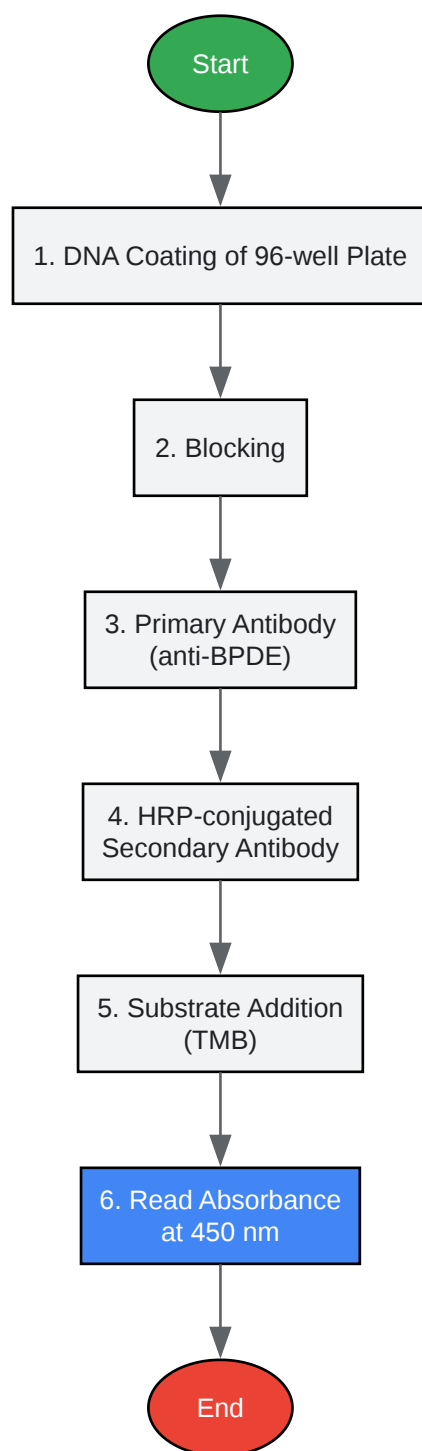 Start
1. DNA Coating of 96-well Plate
2. Blocking
3. Primary Antibody
(anti-BPDE)
4. HRP-conjugated
Secondary Antibody
5. Substrate Addition
(TMB)
6. Read Absorbance
at 450 nm
End